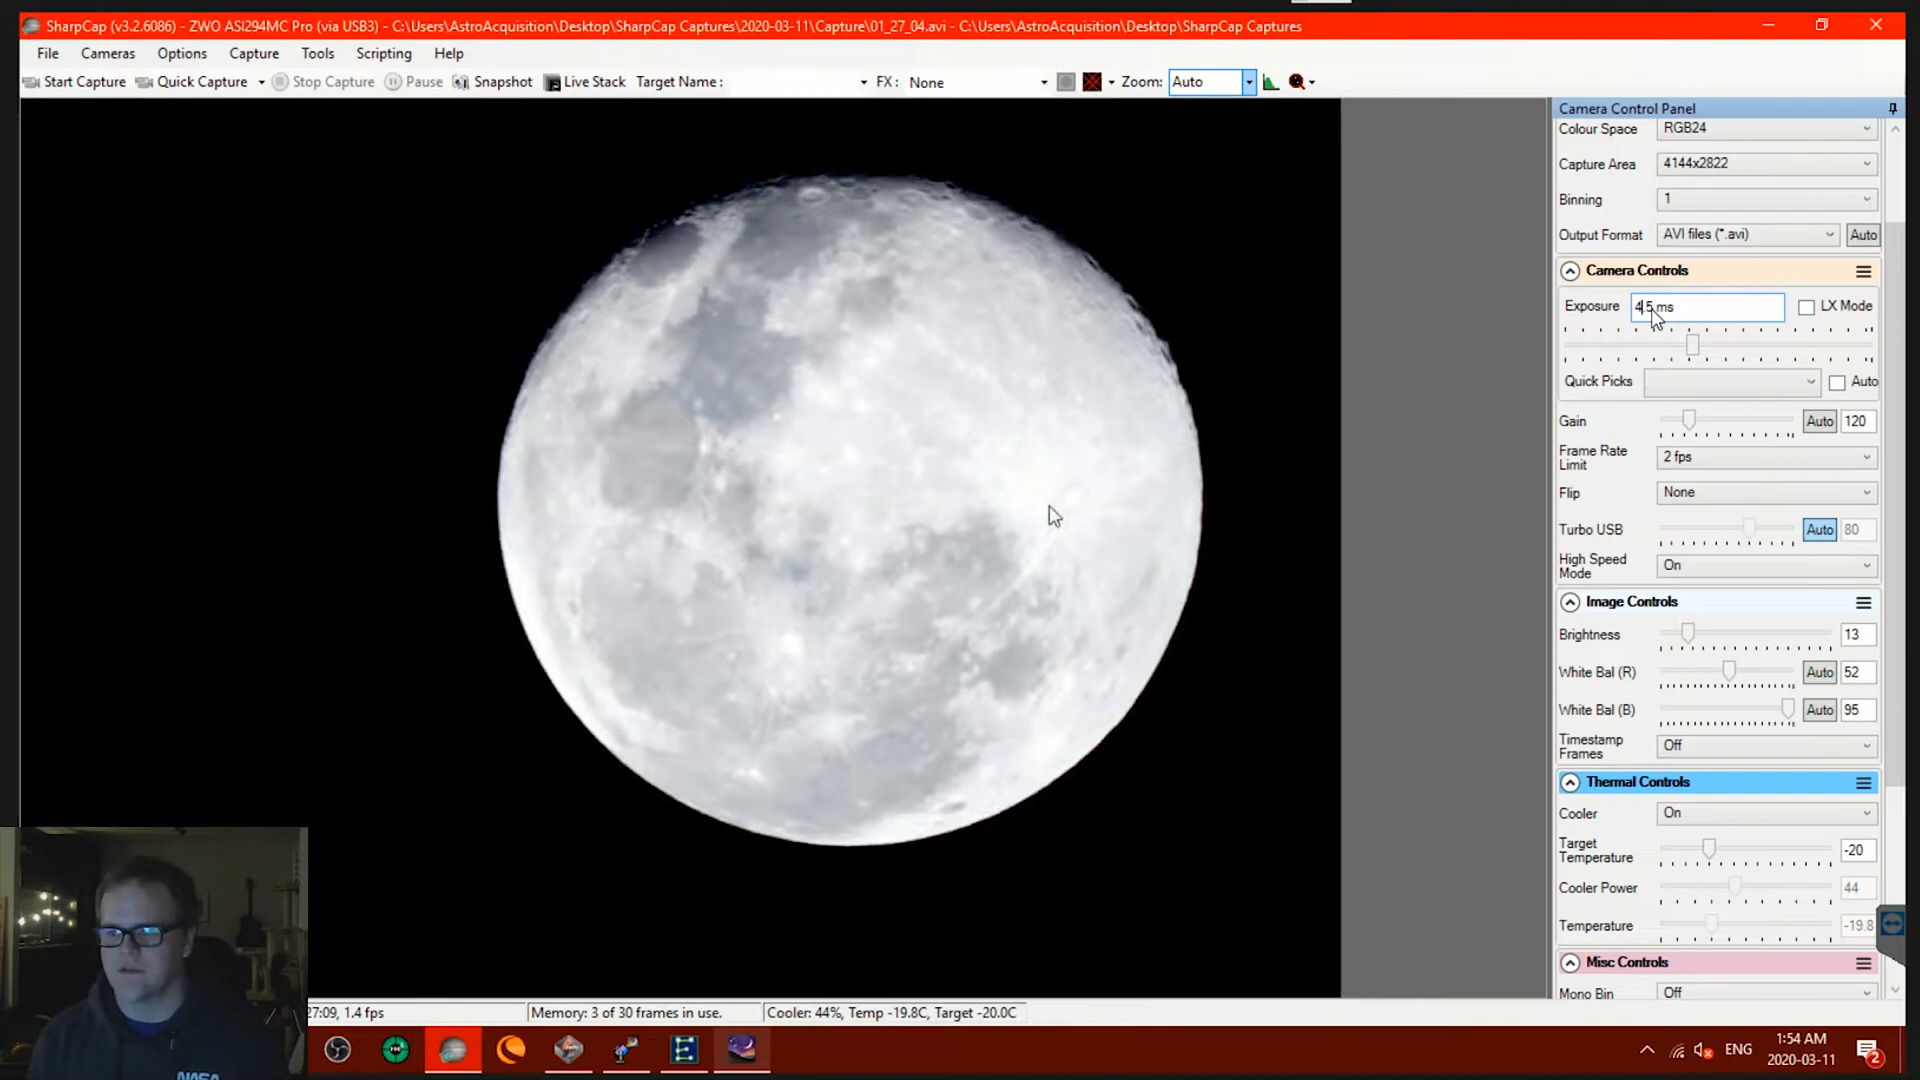 SharpCap (v3.2.6086) - ZWO ASI294MC Pro (via USB3) - C:\Users\AstroAcquisition\Desktop\SharpCap Captures\2020-03-11\Capture\01_27_04.avi - C:\Users\AstroAcquisition\Desktop\SharpCap Captures
File Cameras Options Capture Tools Scripting Help
Start Capture Quick Capture Stop Capture Pause Snapshot Live Stack Target Name : FX : None Zoom: Auto
Camera Control Panel
Colour Space RGB24
Capture Area 4144x2822
Binning 1
Output Format AVI files (*.avi) Auto
Camera Controls
Exposure 4.5 ms LX Mode
Quick Picks Auto
Gain Auto 120
Frame Rate
Limit 2 fps
Flip None
Turbo USB Auto 80
High Speed
Mode On
Image Controls
Brightness 13
White Bal (R) Auto 52
White Bal (B) Auto 95
Timestamp
Frames Off
Thermal Controls
Cooler On
Target
Temperature -20
Cooler Power 44
Temperature -19.8
Misc Controls
Mono Bin Off
27:09, 1.4 fps Memory: 3 of 30 frames in use. Cooler: 44%, Temp -19.8C, Target -20.0C
ENG 1:54 AM
2020-03-11 2
NASA